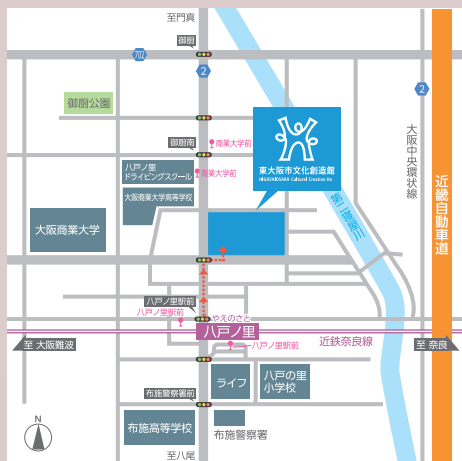 至門真
御厨
702
2
2
御厨公園
御厨南
商業大学前
八戸ノ里
ドライビングスクール
商業大学前
大阪商業大学高等学校
大阪商業大学
東大阪市文化創造館
HIGASHIOSAKA Cultural Creation Hall
第二寝屋川
大阪中央環状線
近畿自動車道
八戸ノ里駅前
八戸ノ里駅前
やえのさと
八戸ノ里
近鉄奈良線
至 大阪難波
至 奈良
八戸ノ里駅前
ライフ
八戸の里
小学校
布施警察署前
布施高等学校
布施警察署
至八尾
N